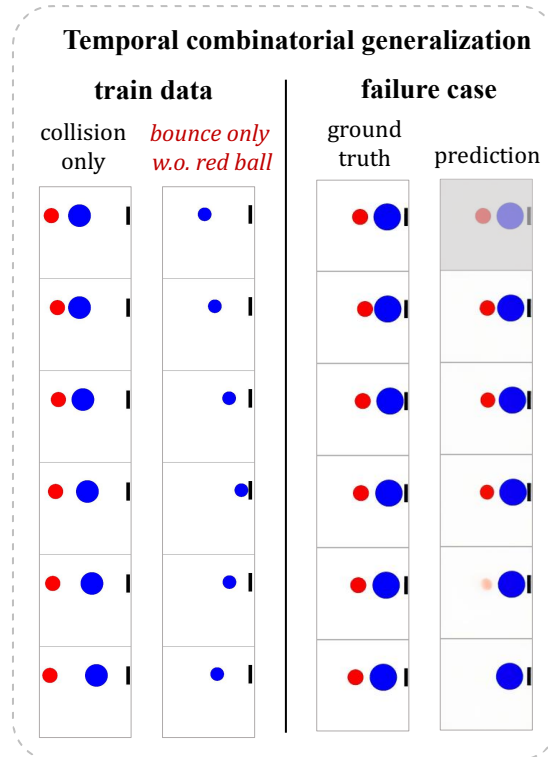 Temporal combinatorial generalization
train data
failure case
collision
only
bounce only
w.o. red ball
ground
truth
prediction